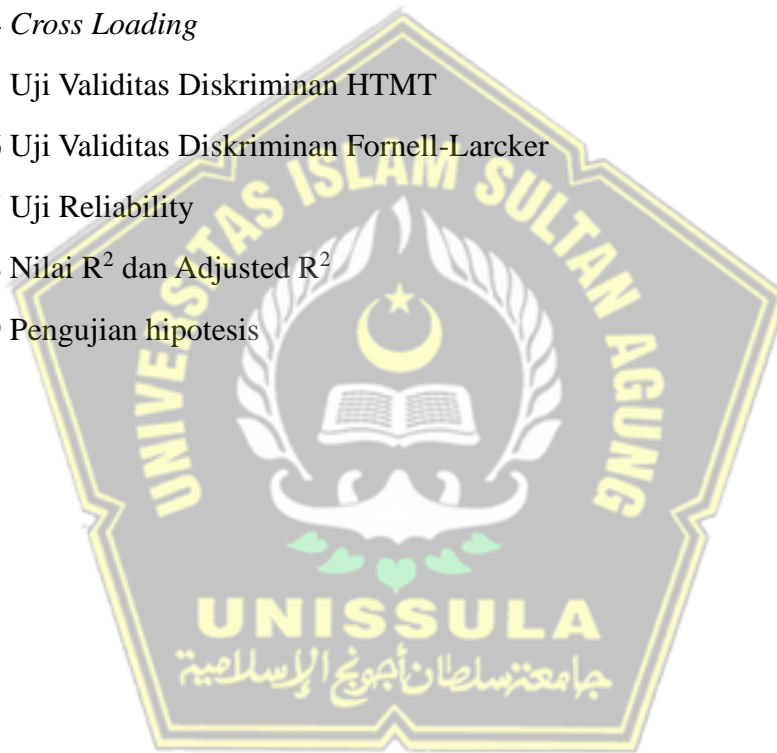 Cross Loading
Uji Validitas Diskriminan HTMT
Uji Validitas Diskriminan Fornell-Larcker
Uji Reliability
Nilai R² dan Adjusted R²
Pengujian hipotesis
UNIVERSITAS ISLAM SULTAN AGUNG
UNISSULA
جامعة سلطان أجونج الإسلامية